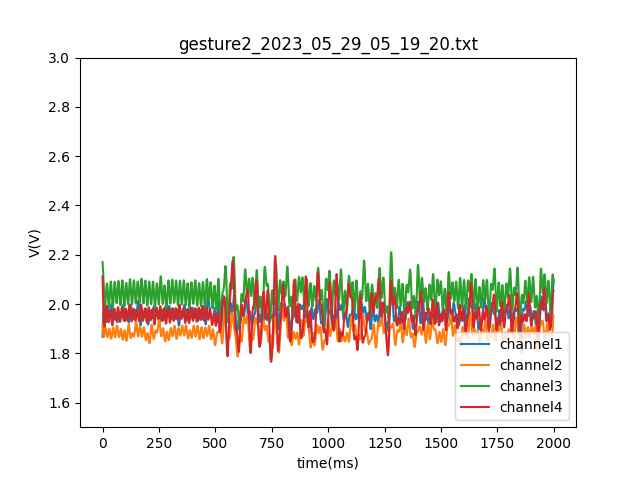 gesture2_2023_05_29_05_19_20.txt
V(V)
3.0
2.8
2.6
2.4
2.2
2.0
1.8
1.6
channel1
channel2
channel3
channel4
0 250 500 750 1000 1250 1500 1750 2000
time(ms)